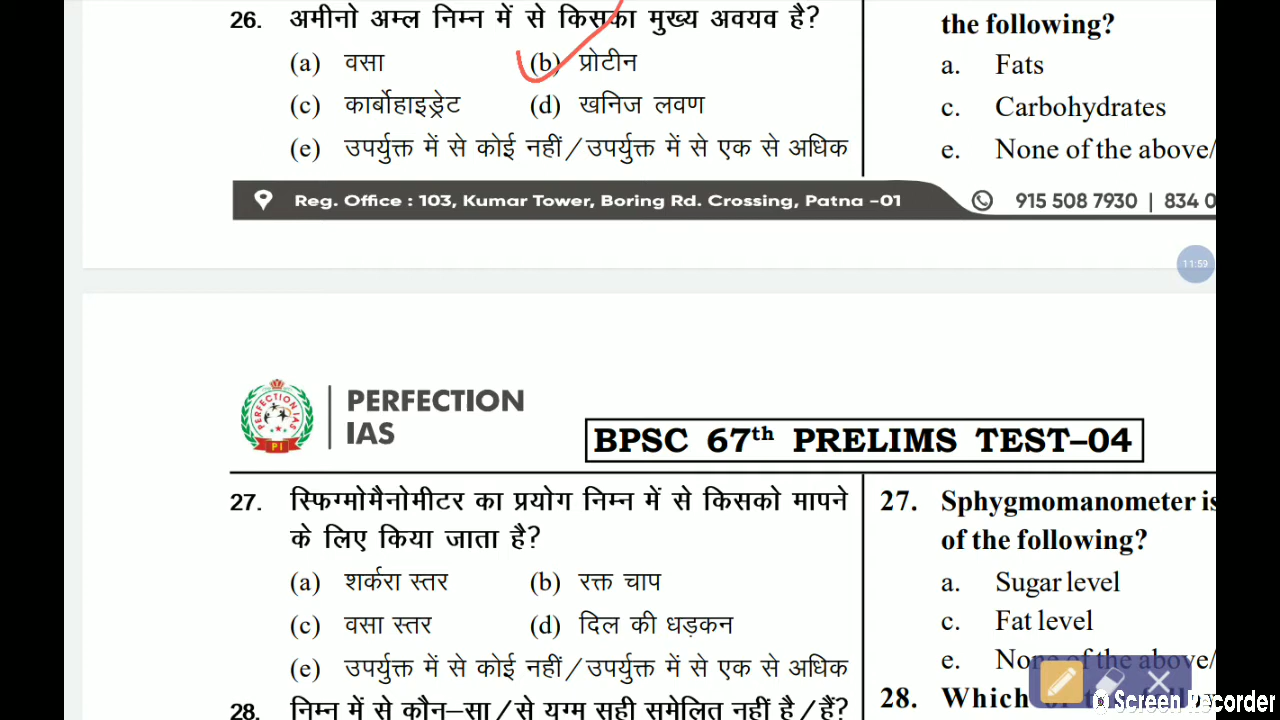 26. अमीनो अम्ल निम्न में से किसका मुख्य अवयव है?
(a) वसा (b) प्रोटीन
(c) कार्बोहाइड्रेट (d) खनिज लवण
(e) उपर्युक्त में से कोई नहीं/उपर्युक्त में से एक से अधिक
the following?
a. Fats
c. Carbohydrates
e. None of the above/
Reg. Office : 103, Kumar Tower, Boring Rd. Crossing, Patna -01
915 508 7930 | 834 0
11:59
PERFECTION IAS
PI
PERFECTION
IAS
BPSC 67th PRELIMS TEST-04
27. स्फिग्मोमैनोमीटर का प्रयोग निम्न में से किसको मापने
के लिए किया जाता है?
(a) शर्करा स्तर (b) रक्त चाप
(c) वसा स्तर (d) दिल की धड़कन
(e) उपर्युक्त में से कोई नहीं/उपर्युक्त में से एक से अधिक
28. निम्न में से कौन-सा/से युग्म सही सुमेलित नहीं है/हैं?
27. Sphygmomanometer is
of the following?
a. Sugar level
c. Fat level
e. None of the above/
28. Which
Screen Recorder